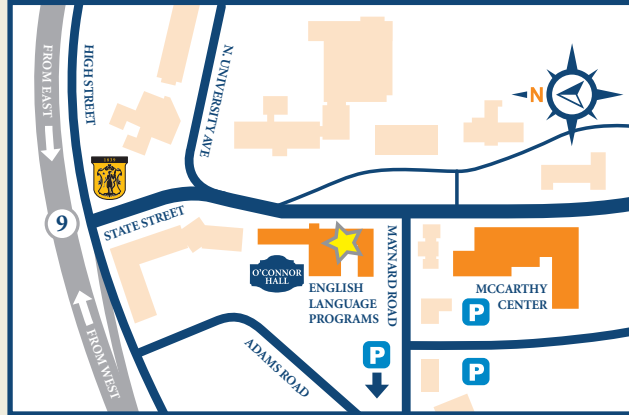 FROM EAST
HIGH STREET
N. UNIVERSITY AVE
N
1839
9
STATE STREET
O'CONNOR
HALL
ENGLISH
LANGUAGE
PROGRAMS
MAYNARD ROAD
MCCARTHY
CENTER
P
FROM WEST
ADAMS ROAD
P
P